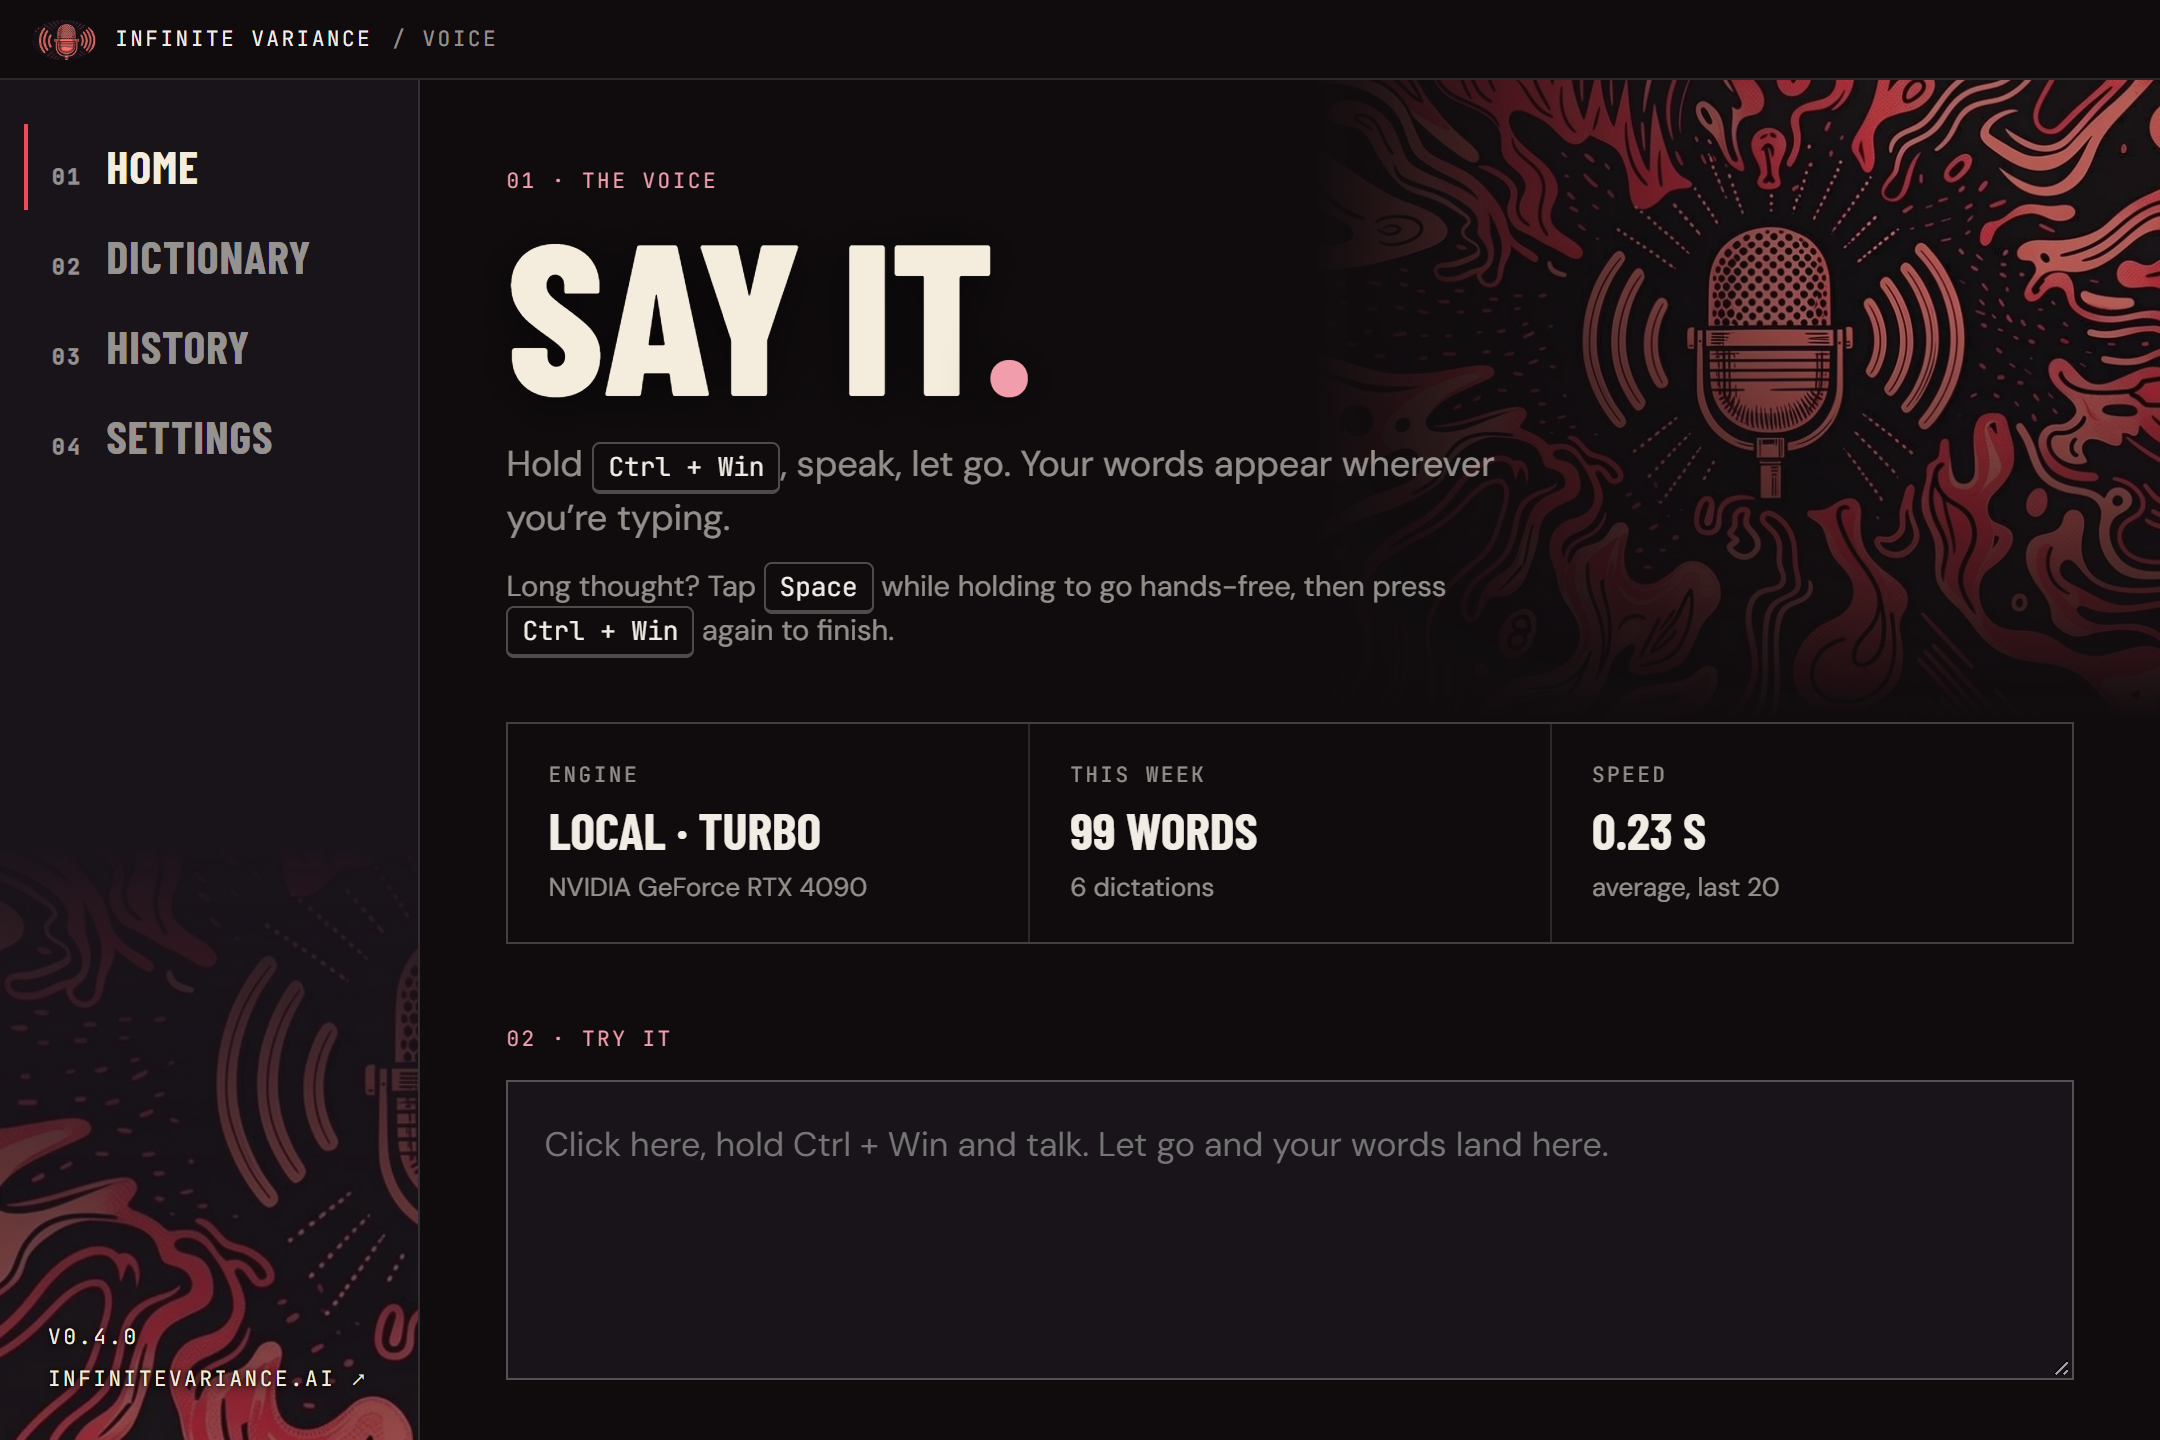 INFINITE VARIANCE / VOICE
01 HOME
02 DICTIONARY
03 HISTORY
04 SETTINGS
V0.4.0
INFINITEVARIANCE.AI ↗
01 · THE VOICE
SAY IT.
Hold Ctrl + Win, speak, let go. Your words appear wherever
you’re typing.
Long thought? Tap Space while holding to go hands-free, then press
Ctrl + Win again to finish.
ENGINE
LOCAL · TURBO
NVIDIA GeForce RTX 4090
THIS WEEK
99 WORDS
6 dictations
SPEED
0.23 S
average, last 20
02 · TRY IT
Click here, hold Ctrl + Win and talk. Let go and your words land here.